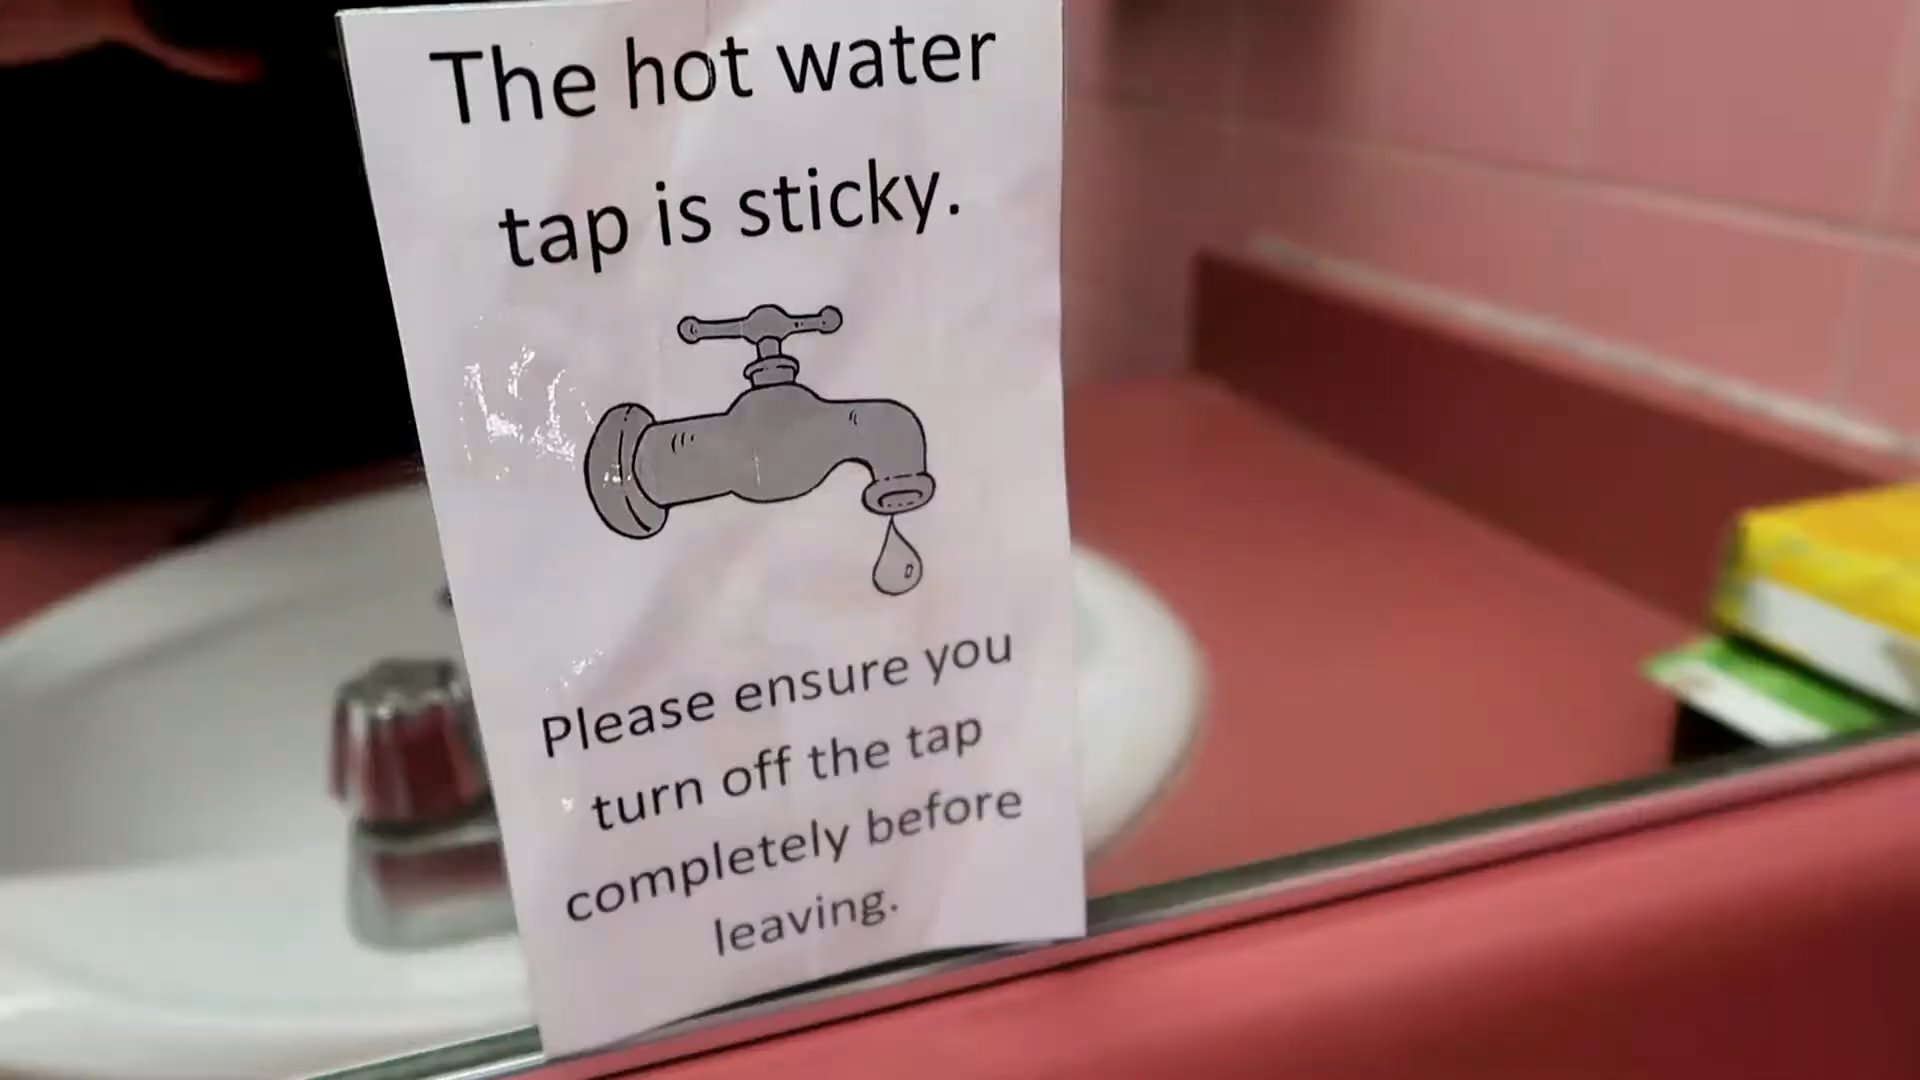 The hot water
tap is sticky.
Please ensure you
turn off the tap
completely before
leaving.